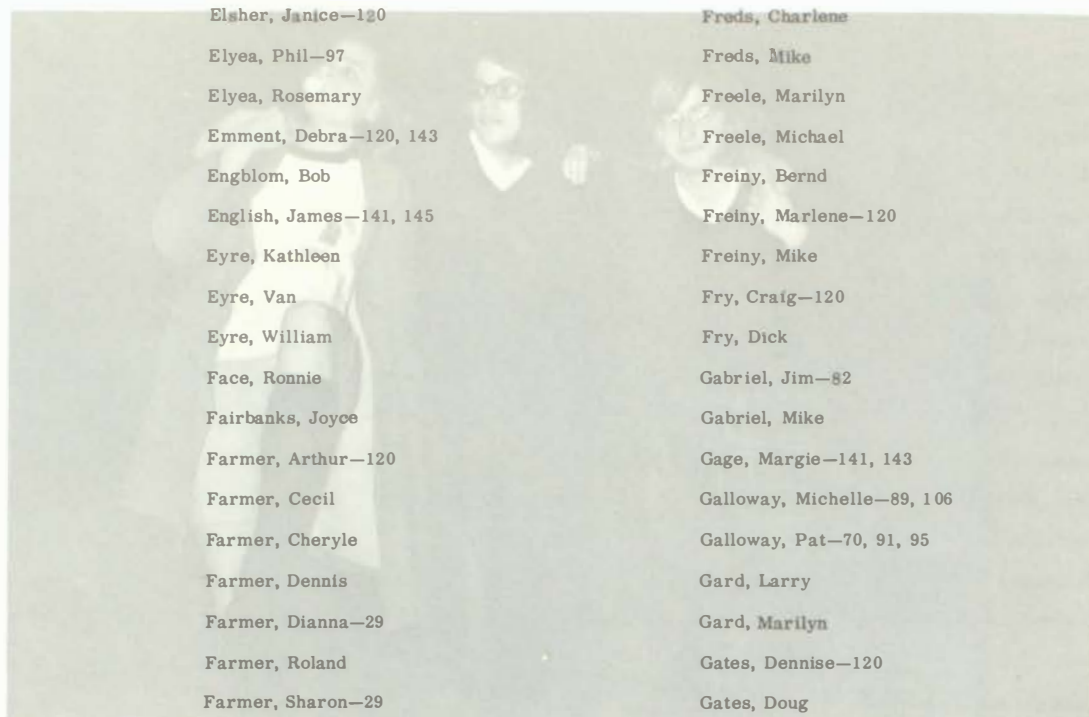 Elsher, Janice—120
Elyea, Phil—97
Elyea, Rosemary
Emment, Debra—120, 143
Engblom, Bob
English, James—141, 145
Eyre, Kathleen
Eyre, Van
Eyre, William
Face, Ronnie
Fairbanks, Joyce
Farmer, Arthur—120
Farmer, Cecil
Farmer, Cheryle
Farmer, Dennis
Farmer, Dianna—29
Farmer, Roland
Farmer, Sharon—29
Freds, Charlene
Freds, Mike
Freele, Marilyn
Freele, Michael
Freiny, Bernd
Freiny, Marlene—120
Freiny, Mike
Fry, Craig—120
Fry, Dick
Gabriel, Jim—82
Gabriel, Mike
Gage, Margie—141, 143
Galloway, Michelle—89, 106
Galloway, Pat—70, 91, 95
Gard, Larry
Gard, Marilyn
Gates, Dennise—120
Gates, Doug